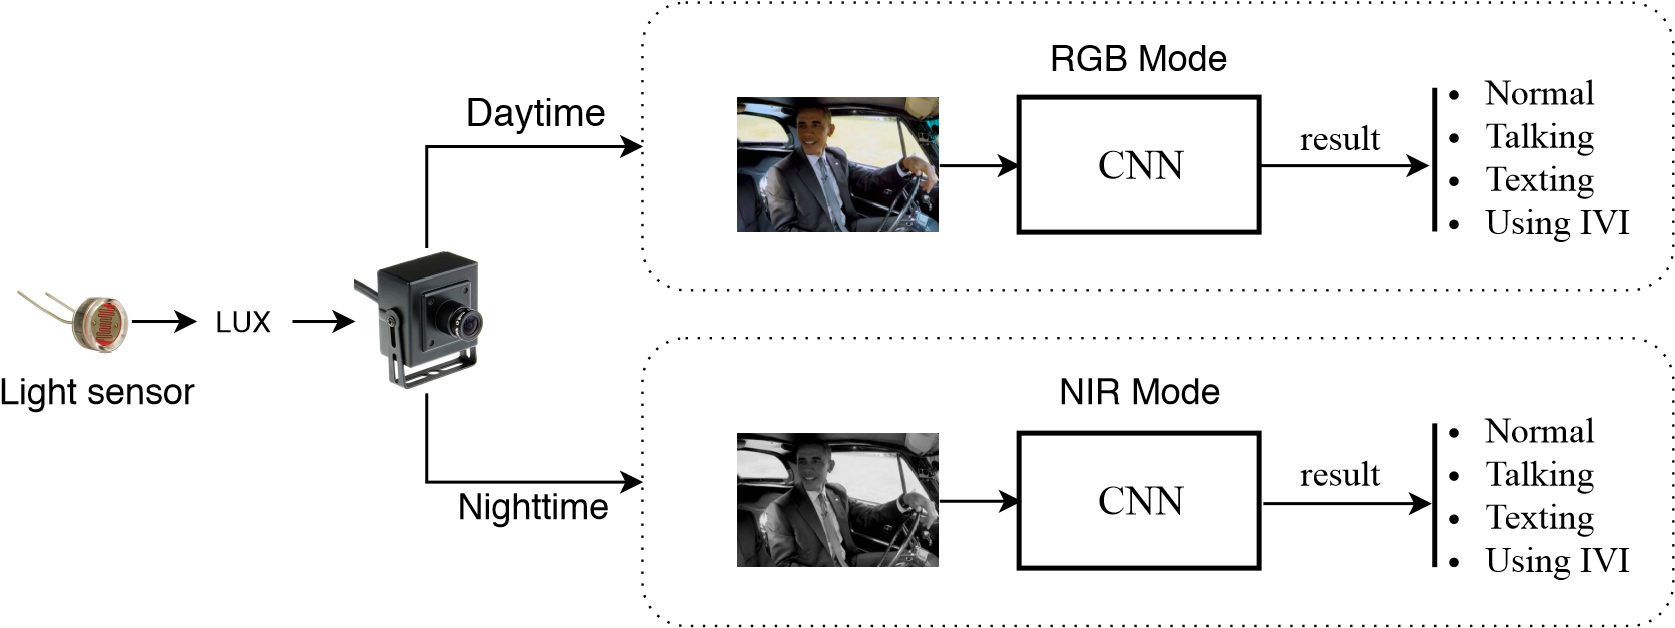 Light sensor
LUX
Daytime
Nighttime
RGB Mode
CNN
result
• Normal
• Talking
• Texting
• Using IVI
NIR Mode
CNN
result
• Normal
• Talking
• Texting
• Using IVI